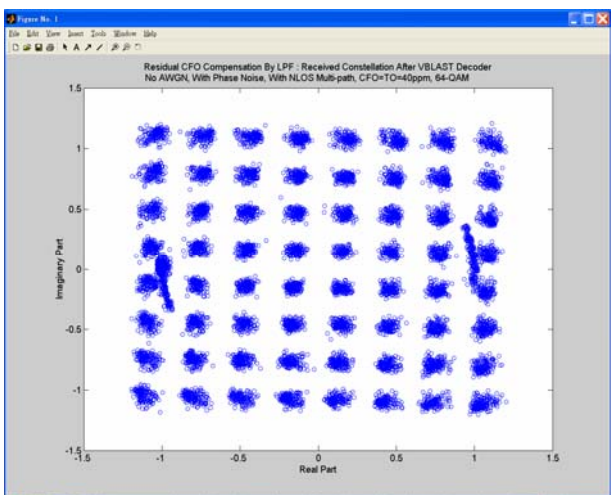 Figure No. 1
File Edit View Insert Tools Window Help
Residual CFO Compensation By LPF : Received Constellation After VBLAST Decoder
No AWGN, With Phase Noise, With NLOS Multi-path, CFO=TO=40ppm, 64-QAM
1.5
1
0.5
0
-0.5
-1
-1.5
Imaginary Part
-1.5 -1 -0.5 0 0.5 1 1.5
Real Part